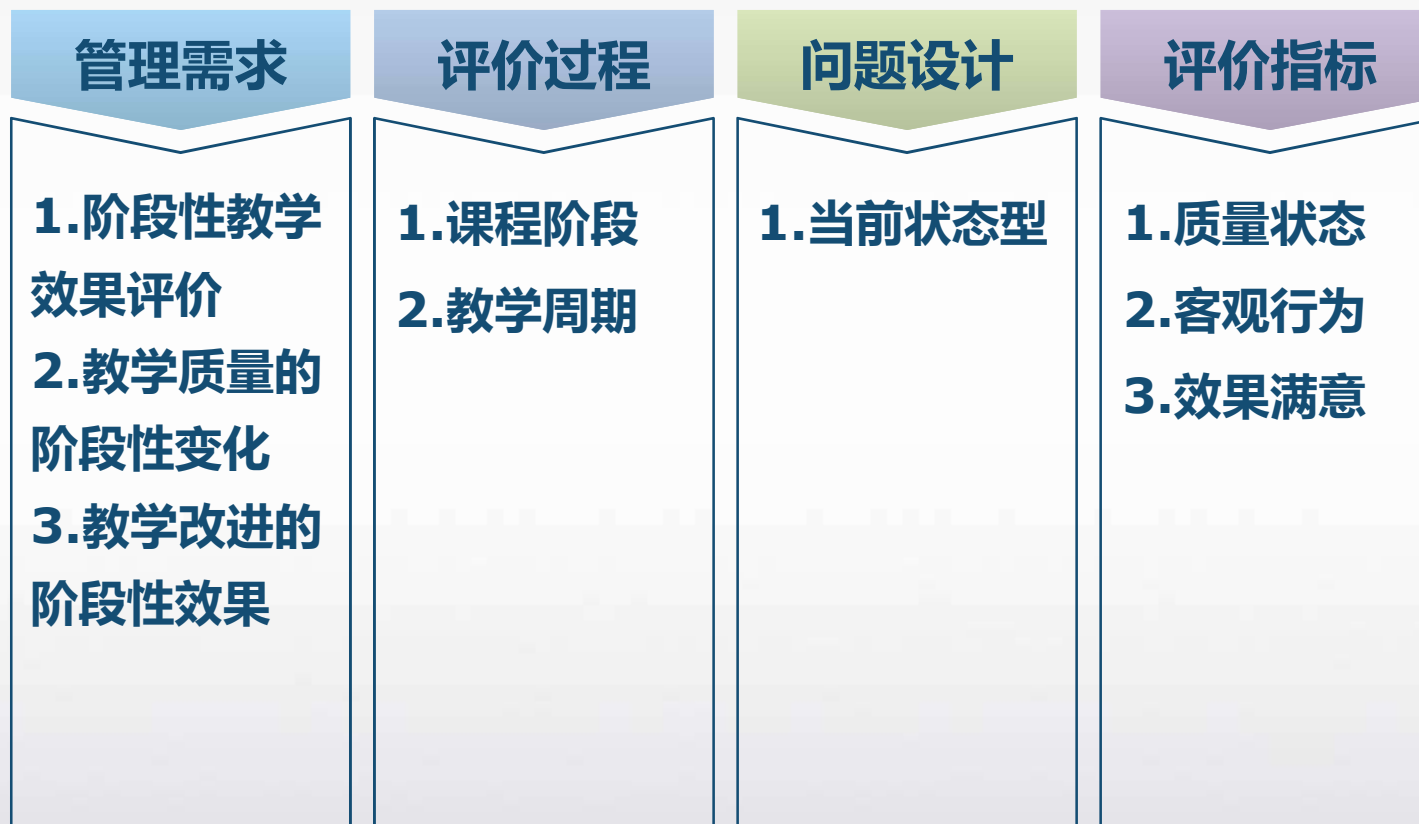 管理需求
1.阶段性教学
效果评价
2.教学质量的
阶段性变化
3.教学改进的
阶段性效果
评价过程
1.课程阶段
2.教学周期
问题设计
1.当前状态型
评价指标
1.质量状态
2.客观行为
3.效果满意